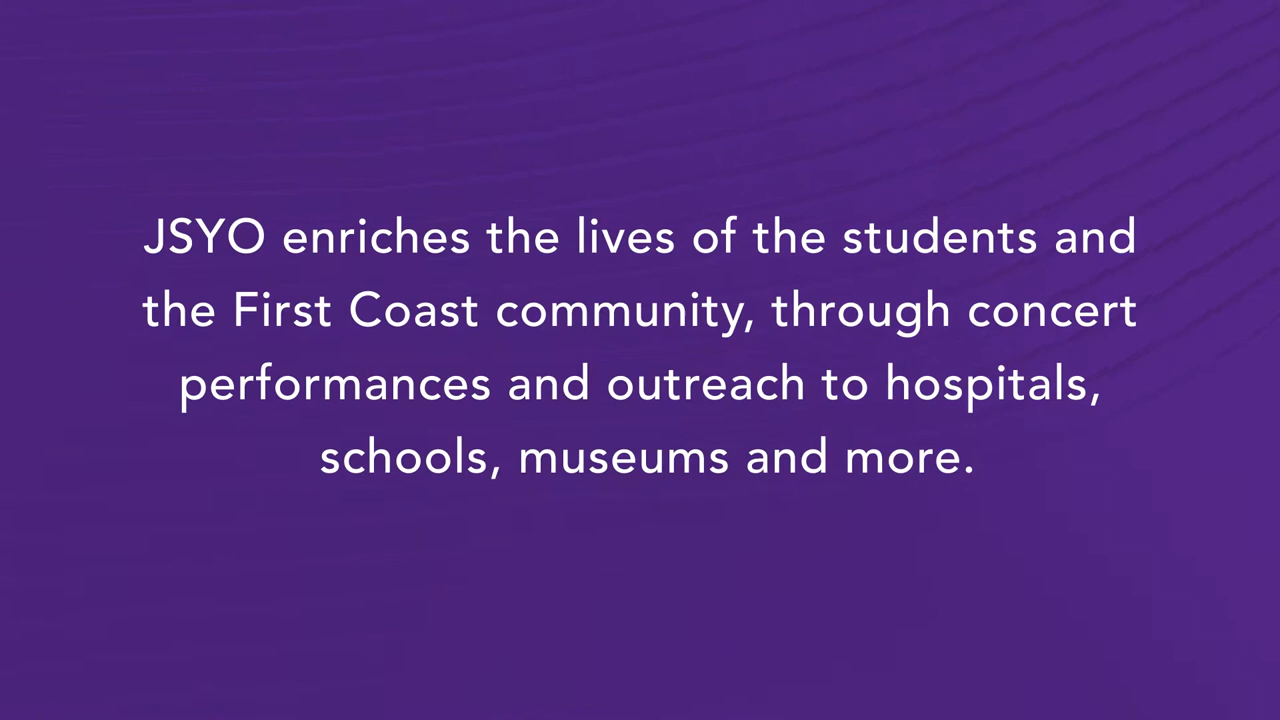 JSYO enriches the lives of the students and
the First Coast community, through concert
performances and outreach to hospitals,
schools, museums and more.